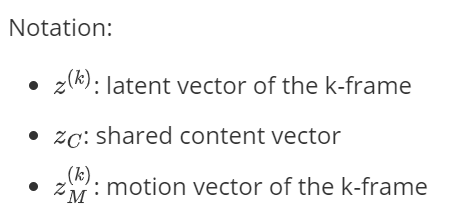 Notation:
• z^(k): latent vector of the k-frame
• z_C: shared content vector
• z_M^(k): motion vector of the k-frame